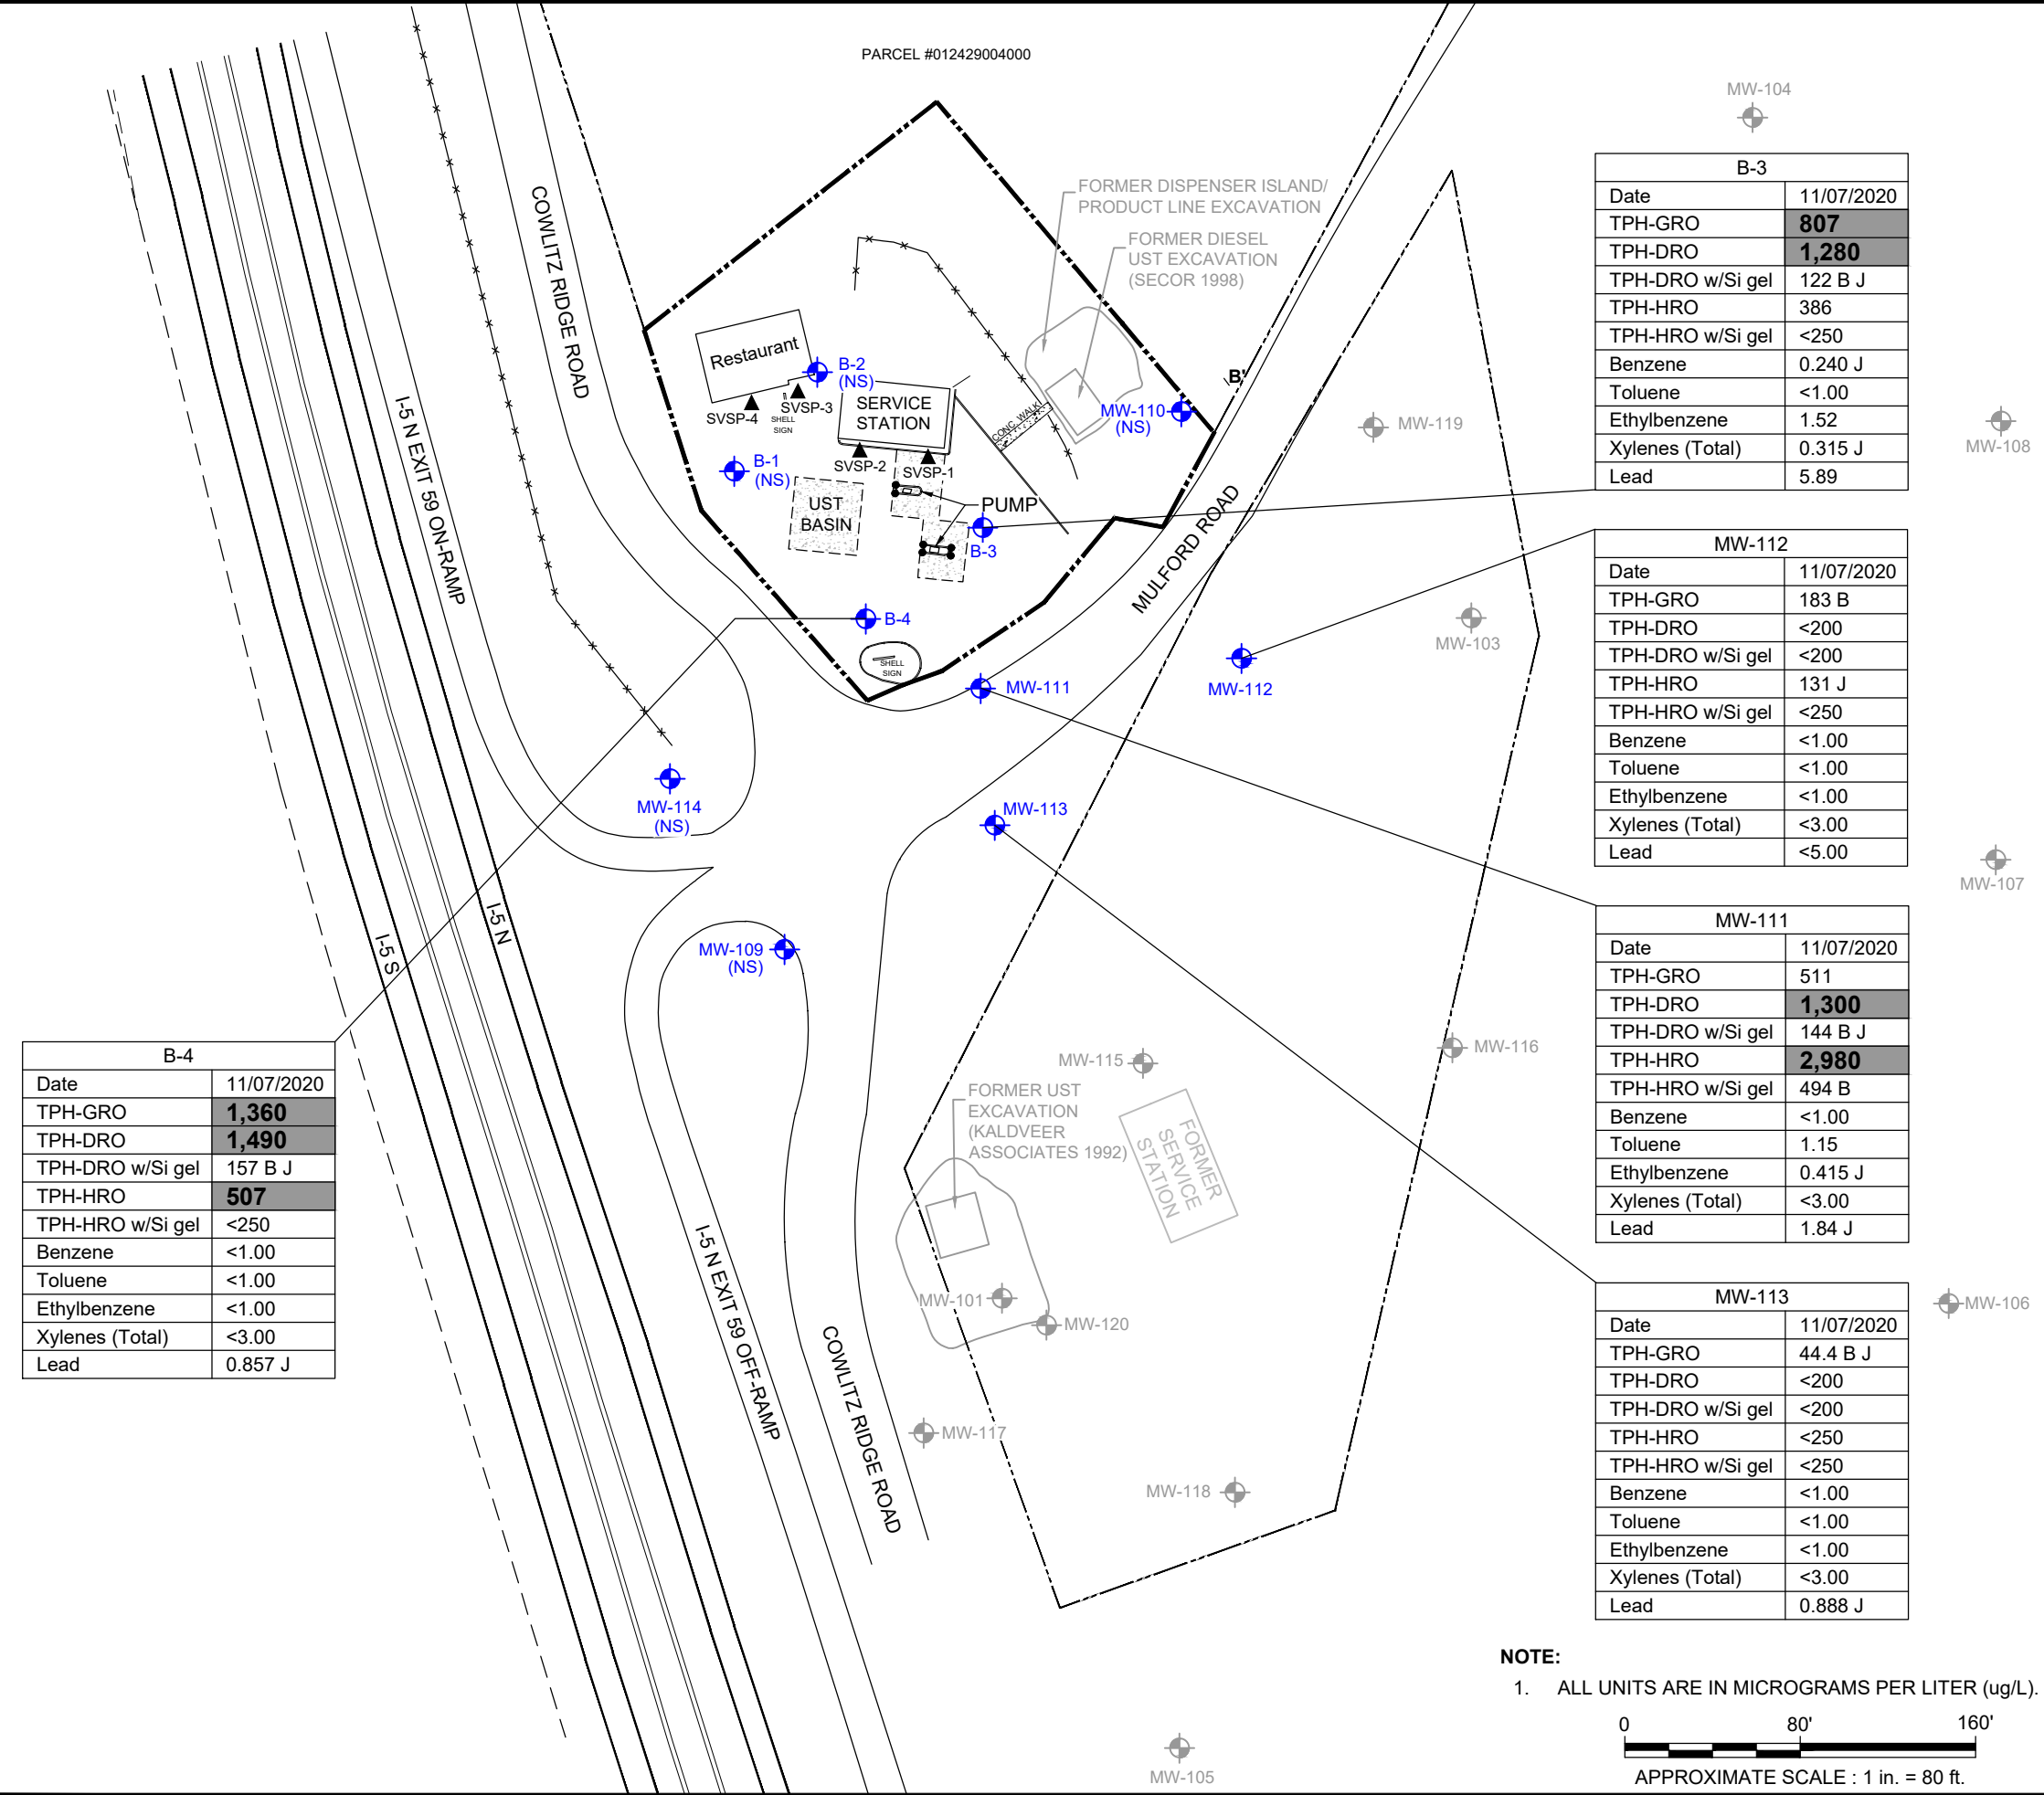 PARCEL #012429004000
MW-104
B-3
Date 11/07/2020
TPH-GRO 807
TPH-DRO 1,280
TPH-DRO w/Si gel 122 B J
TPH-HRO 386
TPH-HRO w/Si gel <250
Benzene 0.240 J
Toluene <1.00
Ethylbenzene 1.52
Xylenes (Total) 0.315 J
Lead 5.89
FORMER DISPENSER ISLAND/
PRODUCT LINE EXCAVATION
FORMER DIESEL
UST EXCAVATION
(SECOR 1998)
COWLITZ RIDGE ROAD
I-5 N EXIT 59 ON-RAMP
Restaurant
B-2
(NS)
SVSP-4
SVSP-3
SHELL
SIGN
SERVICE
STATION
CONC. WALK
MW-110
(NS)
B'
MW-119
MW-108
B-1
(NS)
SVSP-2
SVSP-1
UST
BASIN
PUMP
B-3
MULFORD ROAD
B-4
SHELL
SIGN
MW-111
MW-112
MW-103
MW-112
Date 11/07/2020
TPH-GRO 183 B
TPH-DRO <200
TPH-DRO w/Si gel <200
TPH-HRO 131 J
TPH-HRO w/Si gel <250
Benzene <1.00
Toluene <1.00
Ethylbenzene <1.00
Xylenes (Total) <3.00
Lead <5.00
MW-114
(NS)
MW-113
MW-107
I-5 N
I-5 S
MW-109
(NS)
MW-111
Date 11/07/2020
TPH-GRO 511
TPH-DRO 1,300
TPH-DRO w/Si gel 144 B J
TPH-HRO 2,980
TPH-HRO w/Si gel 494 B
Benzene <1.00
Toluene 1.15
Ethylbenzene 0.415 J
Xylenes (Total) <3.00
Lead 1.84 J
B-4
Date 11/07/2020
TPH-GRO 1,360
TPH-DRO 1,490
TPH-DRO w/Si gel 157 B J
TPH-HRO 507
TPH-HRO w/Si gel <250
Benzene <1.00
Toluene <1.00
Ethylbenzene <1.00
Xylenes (Total) <3.00
Lead 0.857 J
MW-115
MW-116
FORMER UST
EXCAVATION
(KALDVEER
ASSOCIATES 1992)
FORMER
SERVICE
STATION
I-5 N EXIT 59 OFF-RAMP
COWLITZ RIDGE ROAD
MW-101
MW-120
MW-106
MW-117
MW-118
MW-113
Date 11/07/2020
TPH-GRO 44.4 B J
TPH-DRO <200
TPH-DRO w/Si gel <200
TPH-HRO <250
TPH-HRO w/Si gel <250
Benzene <1.00
Toluene <1.00
Ethylbenzene <1.00
Xylenes (Total) <3.00
Lead 0.888 J
MW-105
NOTE:
1. ALL UNITS ARE IN MICROGRAMS PER LITER (ug/L).
0 80' 160'
APPROXIMATE SCALE : 1 in. = 80 ft.